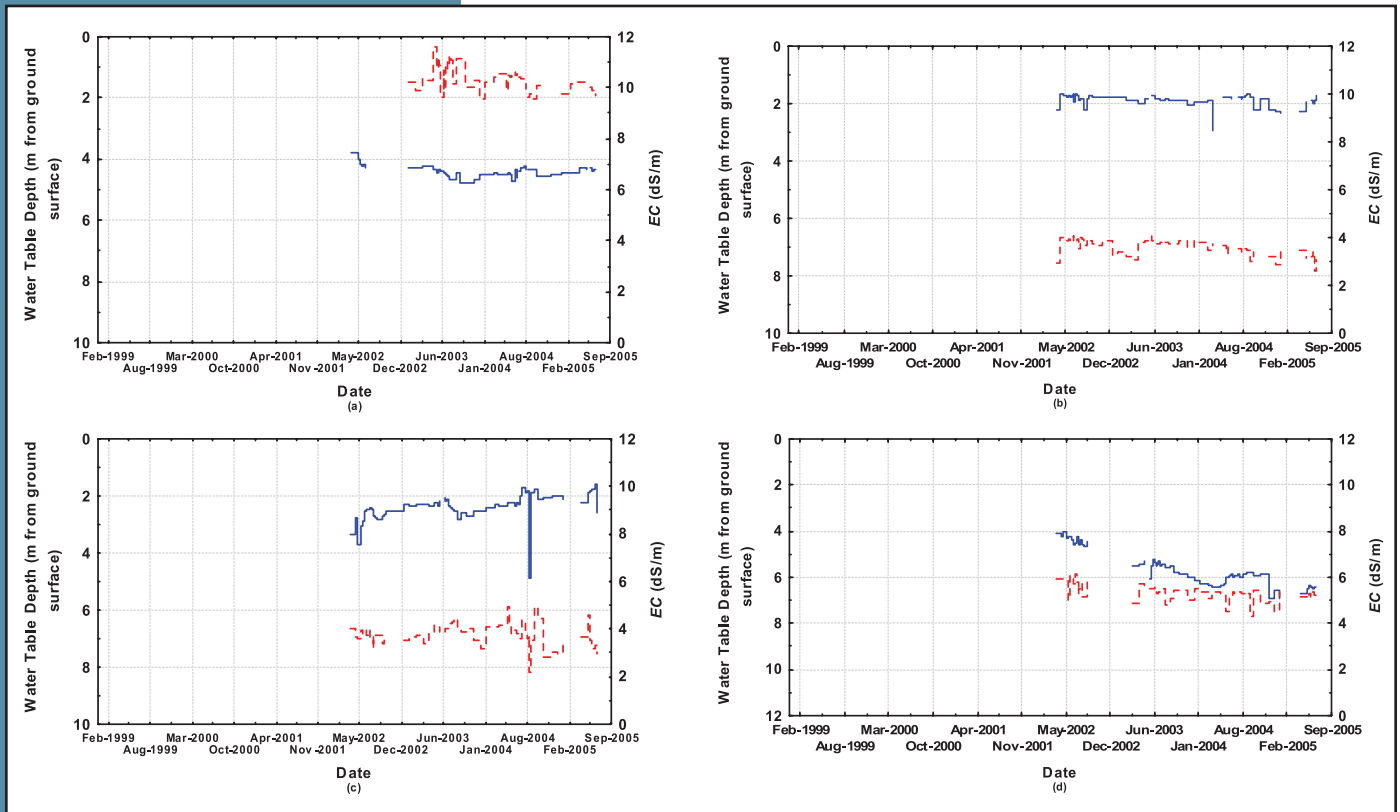 0
2
4
6
8
10
Water Table Depth (m from ground
surface)
12
10
8
6
4
2
0
EC (dS/m)
Feb-1999 Mar-2000 Apr-2001 May-2002 Jun-2003 Aug-2004 Sep-2005
Aug-1999 Oct-2000 Nov-2001 Dec-2002 Jan-2004 Feb-2005
Date
(a)
0
2
4
6
8
10
Water Table Depth (m from ground
surface)
12
10
8
6
4
2
0
EC (dS/m)
Feb-1999 Mar-2000 Apr-2001 May-2002 Jun-2003 Aug-2004 Sep-2005
Aug-1999 Oct-2000 Nov-2001 Dec-2002 Jan-2004 Feb-2005
Date
(b)
0
2
4
6
8
10
Water Table Depth (m from ground
surface)
12
10
8
6
4
2
0
EC (dS/m)
Feb-1999 Mar-2000 Apr-2001 May-2002 Jun-2003 Aug-2004 Sep-2005
Aug-1999 Oct-2000 Nov-2001 Dec-2002 Jan-2004 Feb-2005
Date
(c)
0
2
4
6
8
10
12
Water Table Depth (m from ground
surface)
12
10
8
6
4
2
0
EC (dS/m)
Feb-1999 Mar-2000 Apr-2001 May-2002 Jun-2003 Aug-2004 Sep-2005
Aug-1999 Oct-2000 Nov-2001 Dec-2002 Jan-2004 Feb-2005
Date
(d)